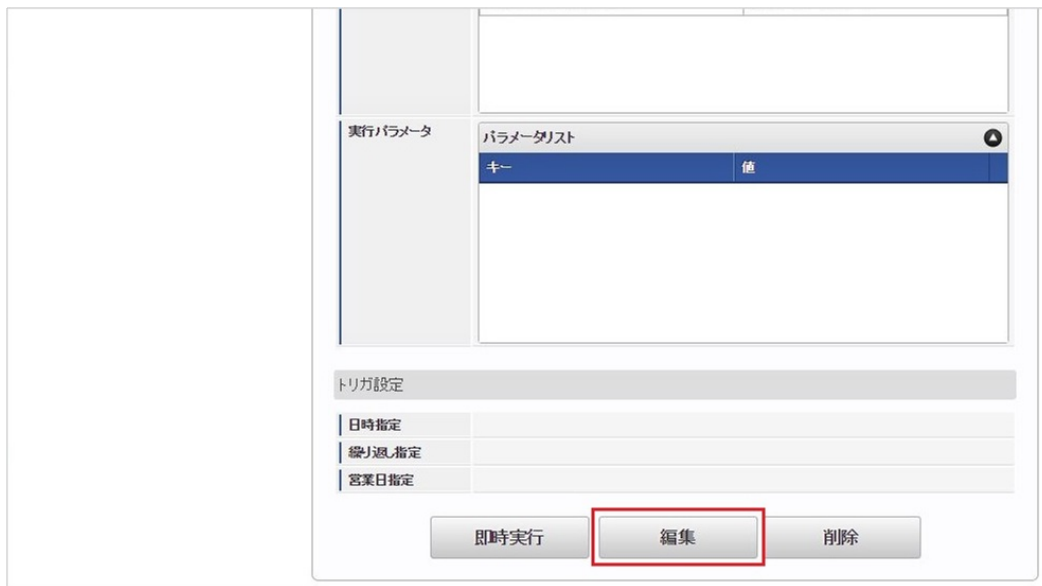 実行パラメータ
パラメータリスト
キー 値
トリガ設定
日時指定
繰り返し指定
営業日指定
即時実行 編集 削除